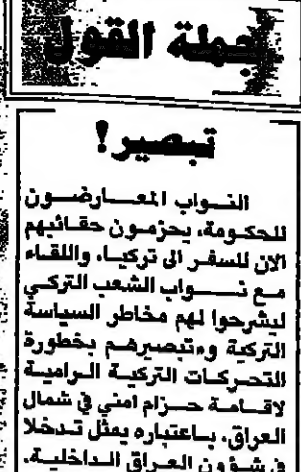 جملة القول
تبصير!
النواب المعارضون
للحكومة، يحزمون حقائبهم
الان للسفر الى تركيا، واللقاء
مع نواب الشعب التركي
ليشرحوا لهم مخاطر السياسة
التركية و«تبصيرهم بخطورة
التحركات التركية الرامية
لاقامة حزام امني في شمال
العراق، باعتباره يمثل تدخلا
في شؤون العراق الداخلية.